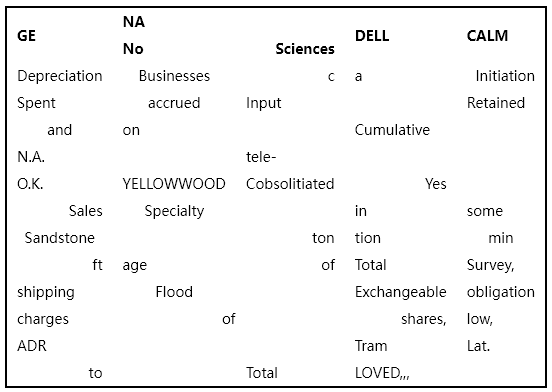 GE NA No Sciences DELL CALM
Depreciation Businesses c a Initiation
Spent accrued Input Retained
and on Cumulative
N.A. tele-
O.K. YELLOWWOOD Cobsolitiated Yes
Sales Specialty in some
Sandstone ton tion min
ft age of Total Survey,
shipping Flood Exchangeable obligation
charges of shares, low,
ADR Tram Lat.
to Total LOVED,,,